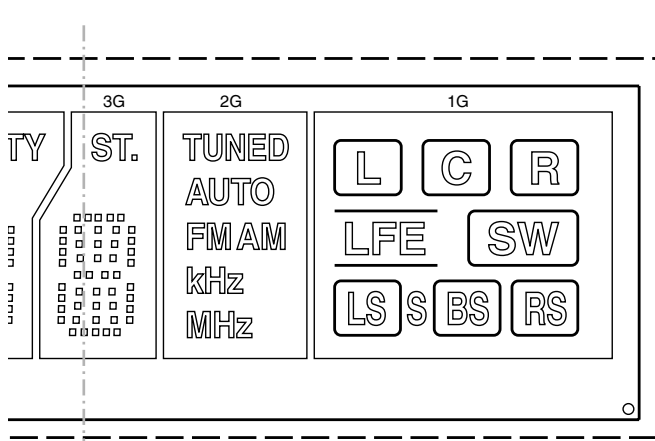 3G 2G 1G
TY ST. TUNED L C R
AUTO
FM AM LFE SW
kHz
MHz LS S BS RS